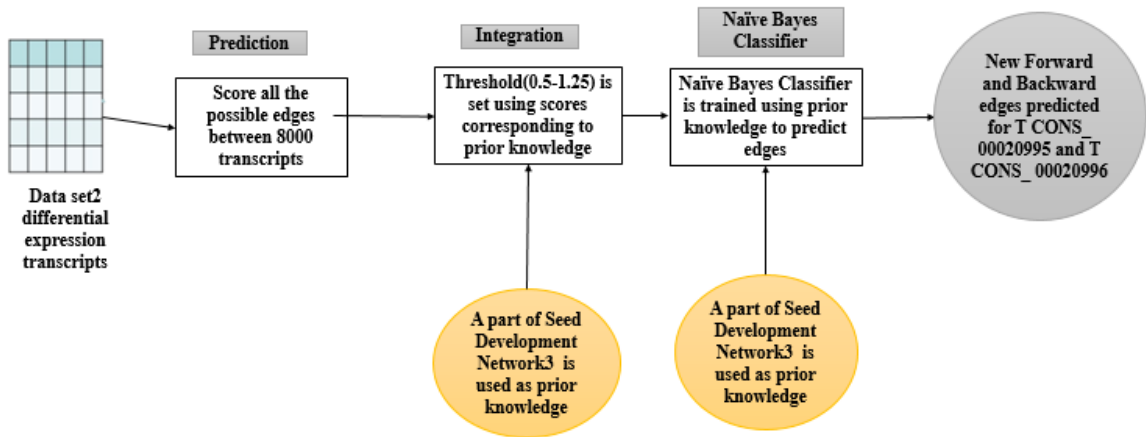 Data set2
differential
expression
transcripts
Prediction
Score all the
possible edges
between 8000
transcripts
Integration
Threshold(0.5-1.25) is
set using scores
corresponding to
prior knowledge
A part of Seed
Development
Network3 is
used as prior
knowledge
Naïve Bayes
Classifier
Naïve Bayes Classifier
is trained using prior
knowledge to predict
edges
A part of Seed
Development
Network3 is
used as prior
knowledge
New Forward
and Backward
edges predicted
for T CONS_
00020995 and T
CONS_ 00020996